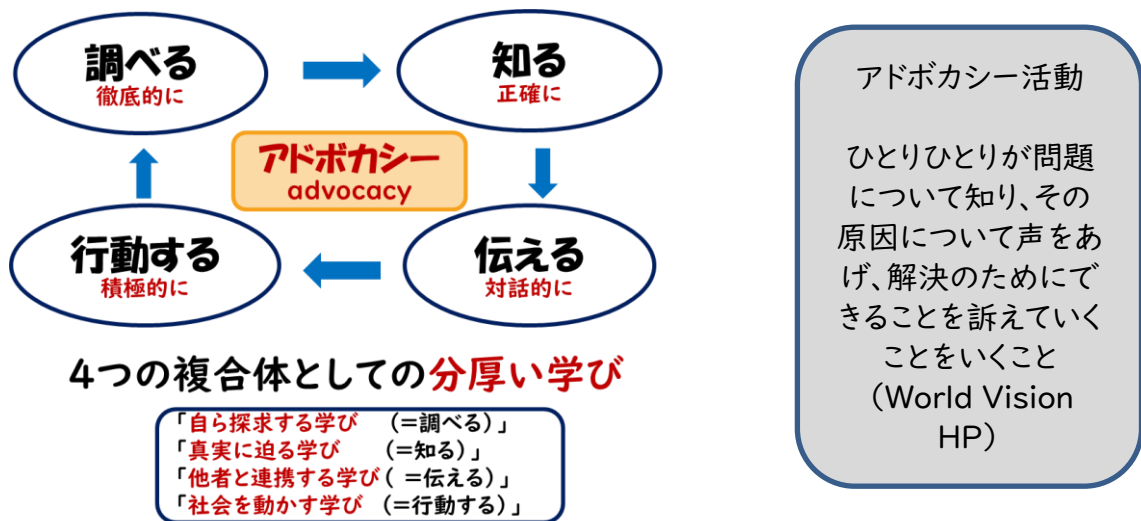 調べる
徹底的に
知る
正確に
アドボカシー
advocacy
行動する
積極的に
伝える
対話的に
4つの複合体としての分厚い学び
「自ら探求する学び (=調べる)」
「真実に迫る学び (=知る)」
「他者と連携する学び( =伝える)」
「社会を動かす学び (=行動する)」
アドボカシー活動
ひとりひとりが問題
について知り、その
原因について声をあ
げ、解決のためにで
きることを訴えていく
ことをいくこと
(World Vision
HP)